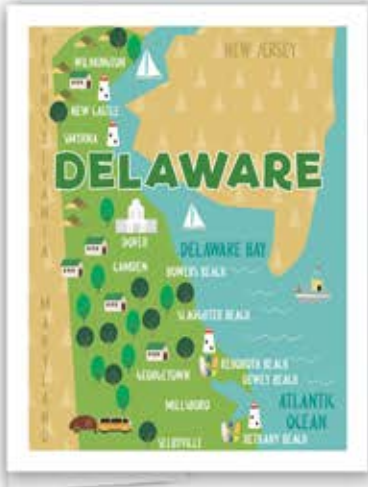 WILMINGTON
NEW JERSEY
PENNSYLVANIA
NEW CASTLE
SMYRNA
DELAWARE
DOVER
DELAWARE BAY
CAMDEN
BOWERS BEACH
MARYLAND
SLAUGHTER BEACH
REHOBOTH BEACH
GEORGETOWN
DEWEY BEACH
MILLSBORO
ATLANTIC
OCEAN
SELBYVILLE
BETHANY BEACH